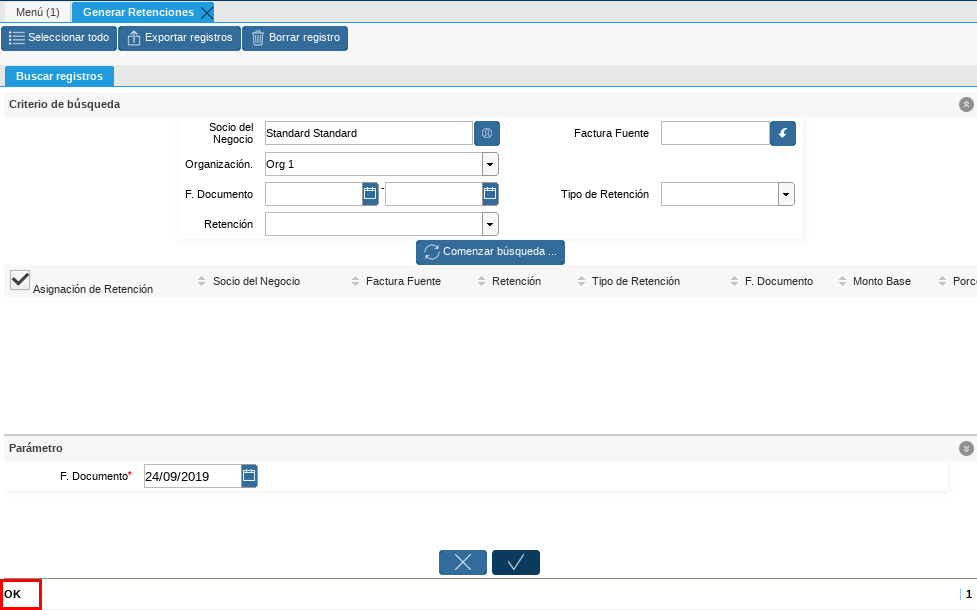 Menú (1)
Generar Retenciones
Seleccionar todo
Exportar registros
Borrar registro
Buscar registros
Criterio de búsqueda
Socio del Negocio
Standard Standard
Factura Fuente
Organización.
Org 1
F. Documento
-
Tipo de Retención
Retención
Comenzar búsqueda ...
Asignación de Retención
Socio del Negocio
Factura Fuente
Retención
Tipo de Retención
F. Documento
Monto Base
Porc
Parámetro
F. Documento*
24/09/2019
OK
1